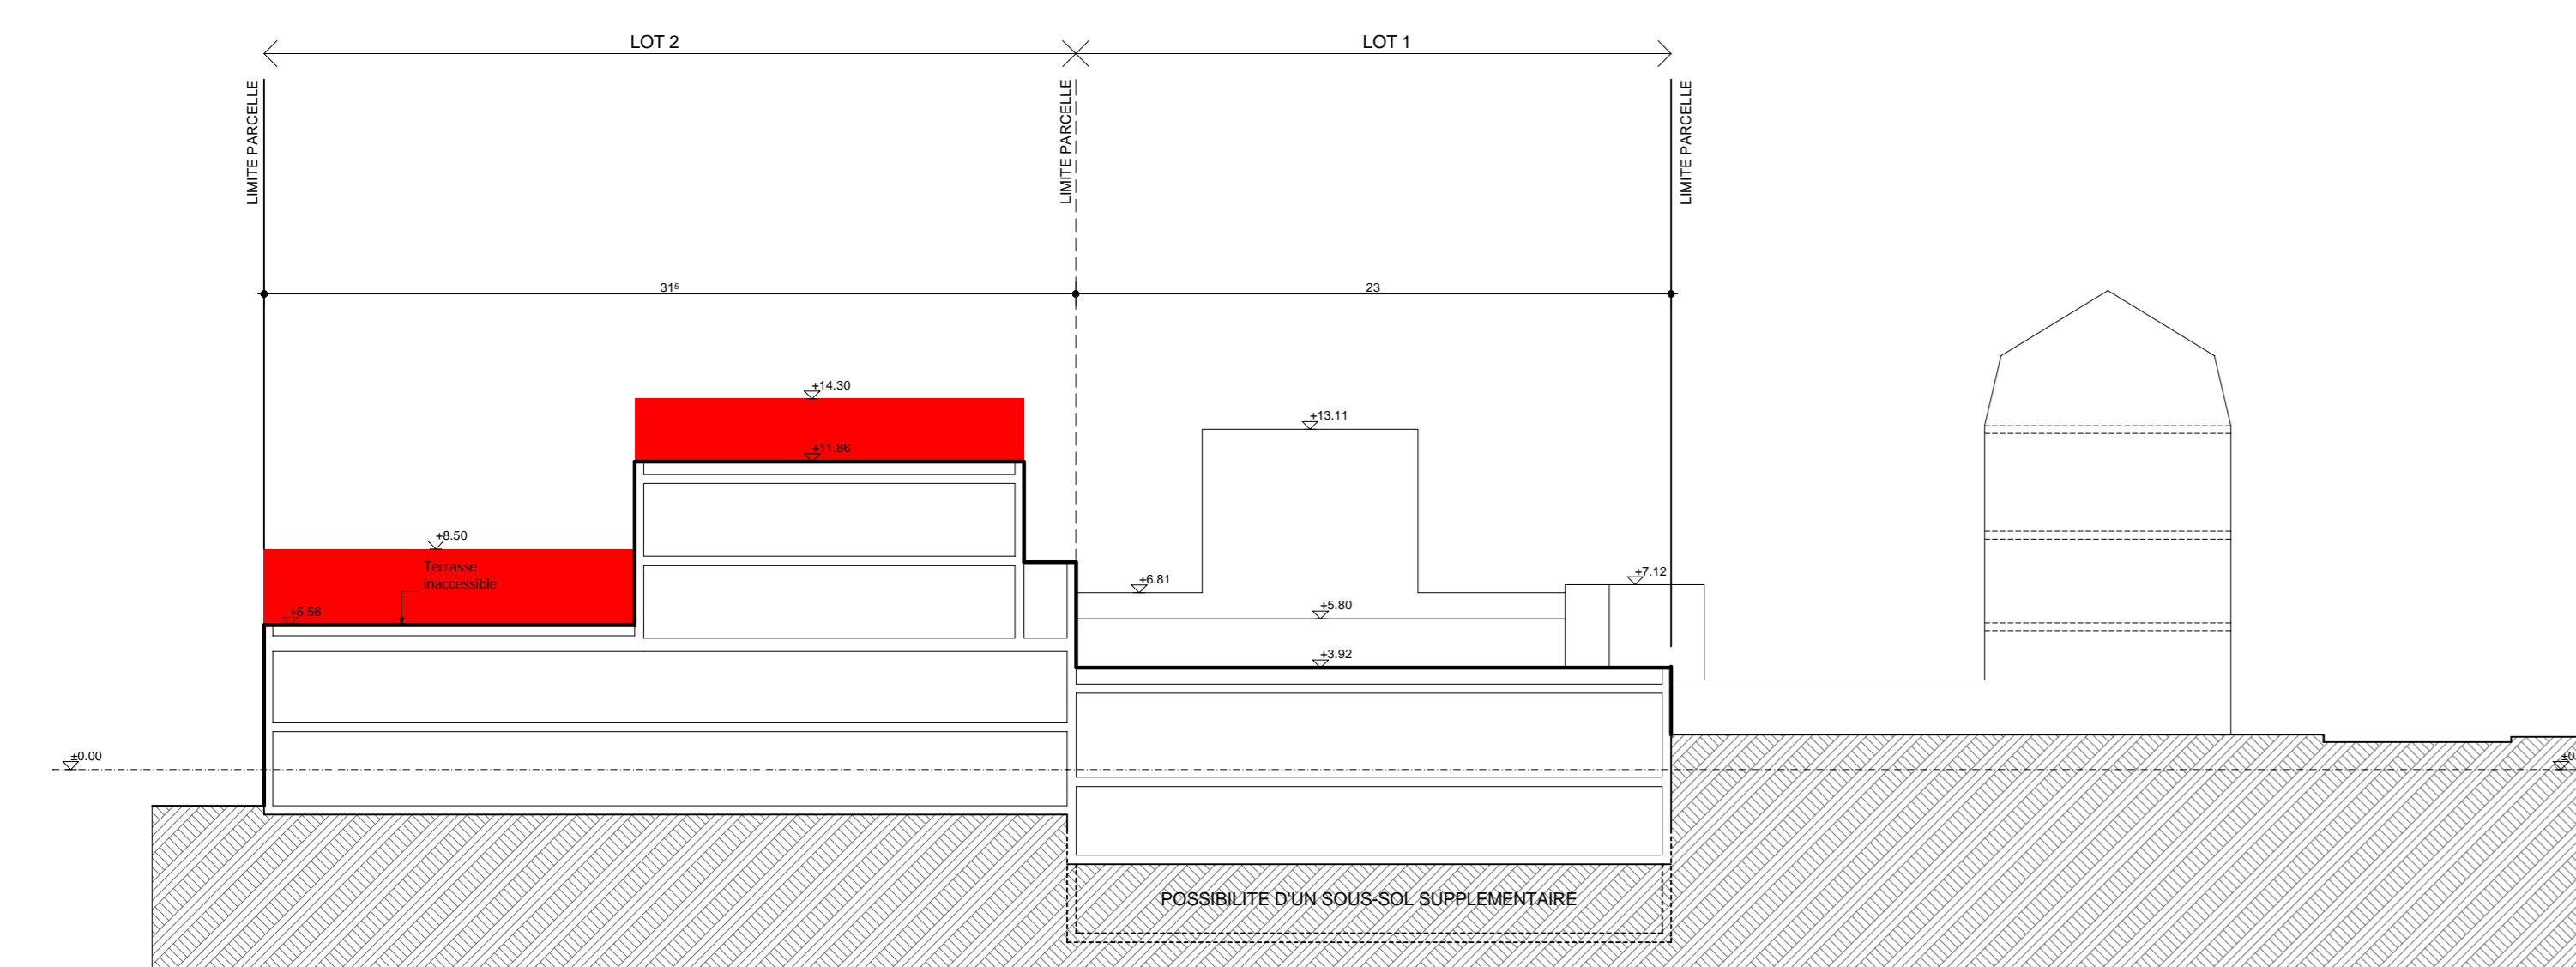 LOT 2
LOT 1
LIMITE PARCELLE
LIMITE PARCELLE
LIMITE PARCELLE
31⁵
23
+14.30
+13.11
+11.86
+8.50
Terrasse
inaccessible
+7.12
+6.81
+5.80
+5.56
+3.92
±0.00
±0.
POSSIBILITE D'UN SOUS-SOL SUPPLEMENTAIRE